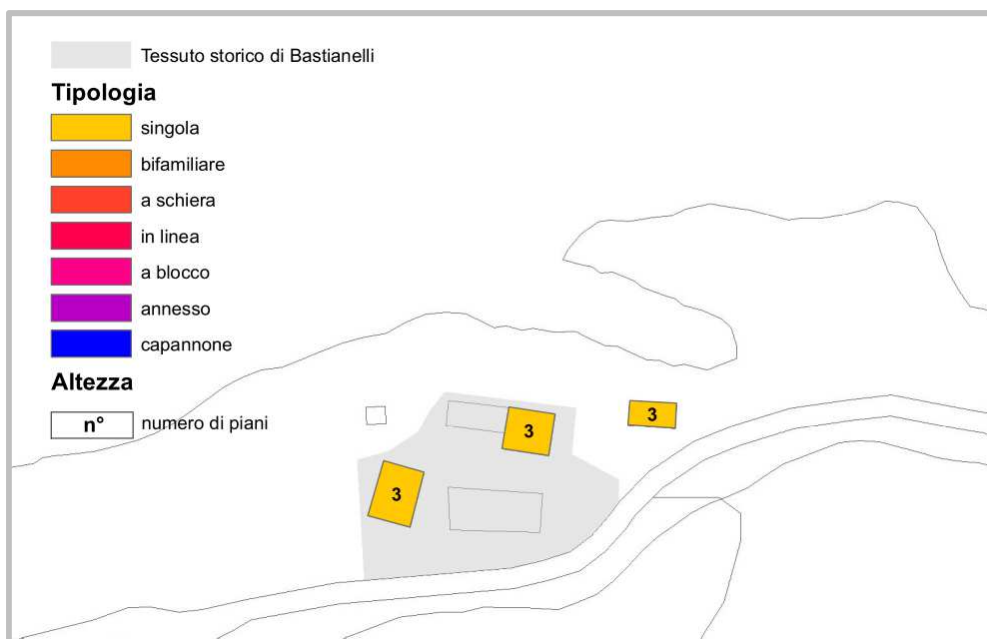 Tessuto storico di Bastianelli
Tipologia
singola
bifamiliare
a schiera
in linea
a blocco
annesso
capannone
Altezza
n° numero di piani
3
3
3